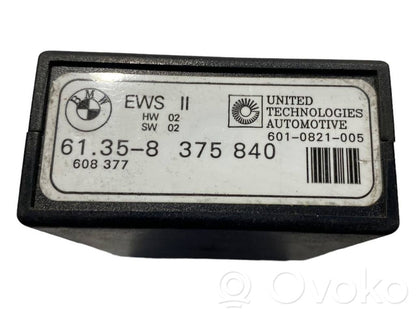 BMW
EWS II
HW 02
SW 02
UNITED
TECHNOLOGIES
AUTOMOTIVE
601-0821-005
61.35-8 375 840
608 377
Ovoko